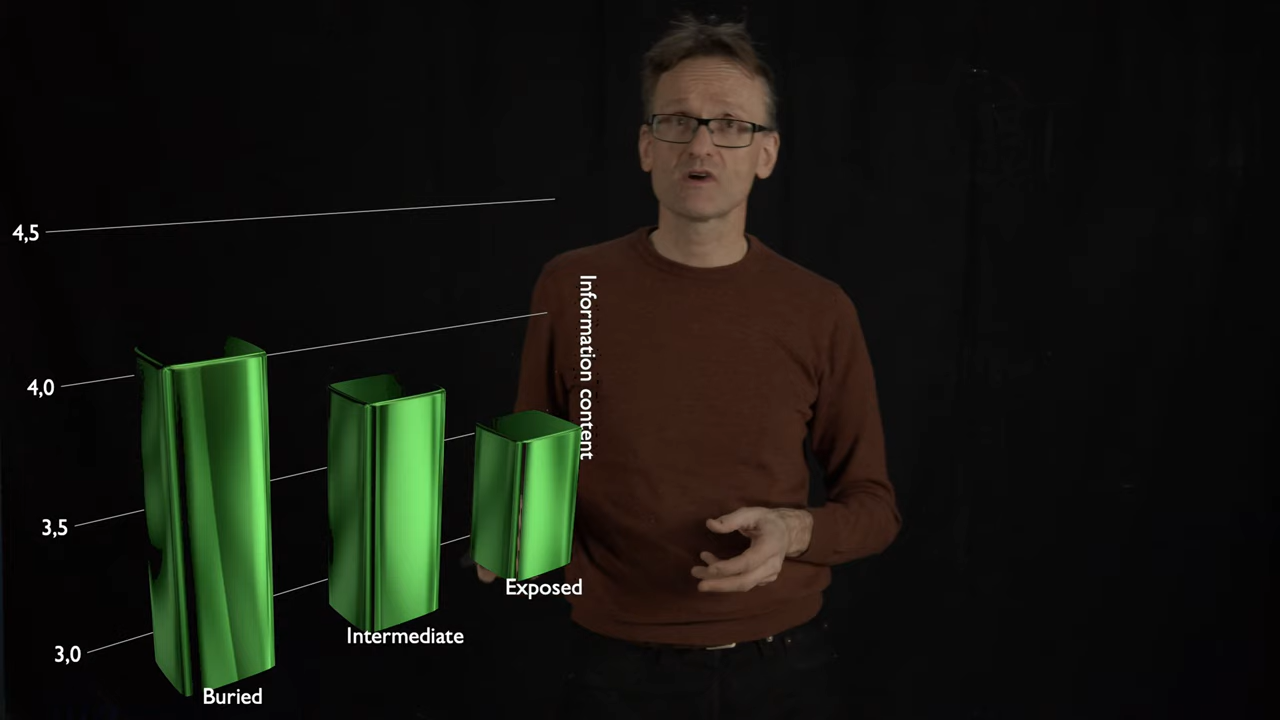 4,5
4,0
3,5
3,0
Information content
Buried
Intermediate
Exposed